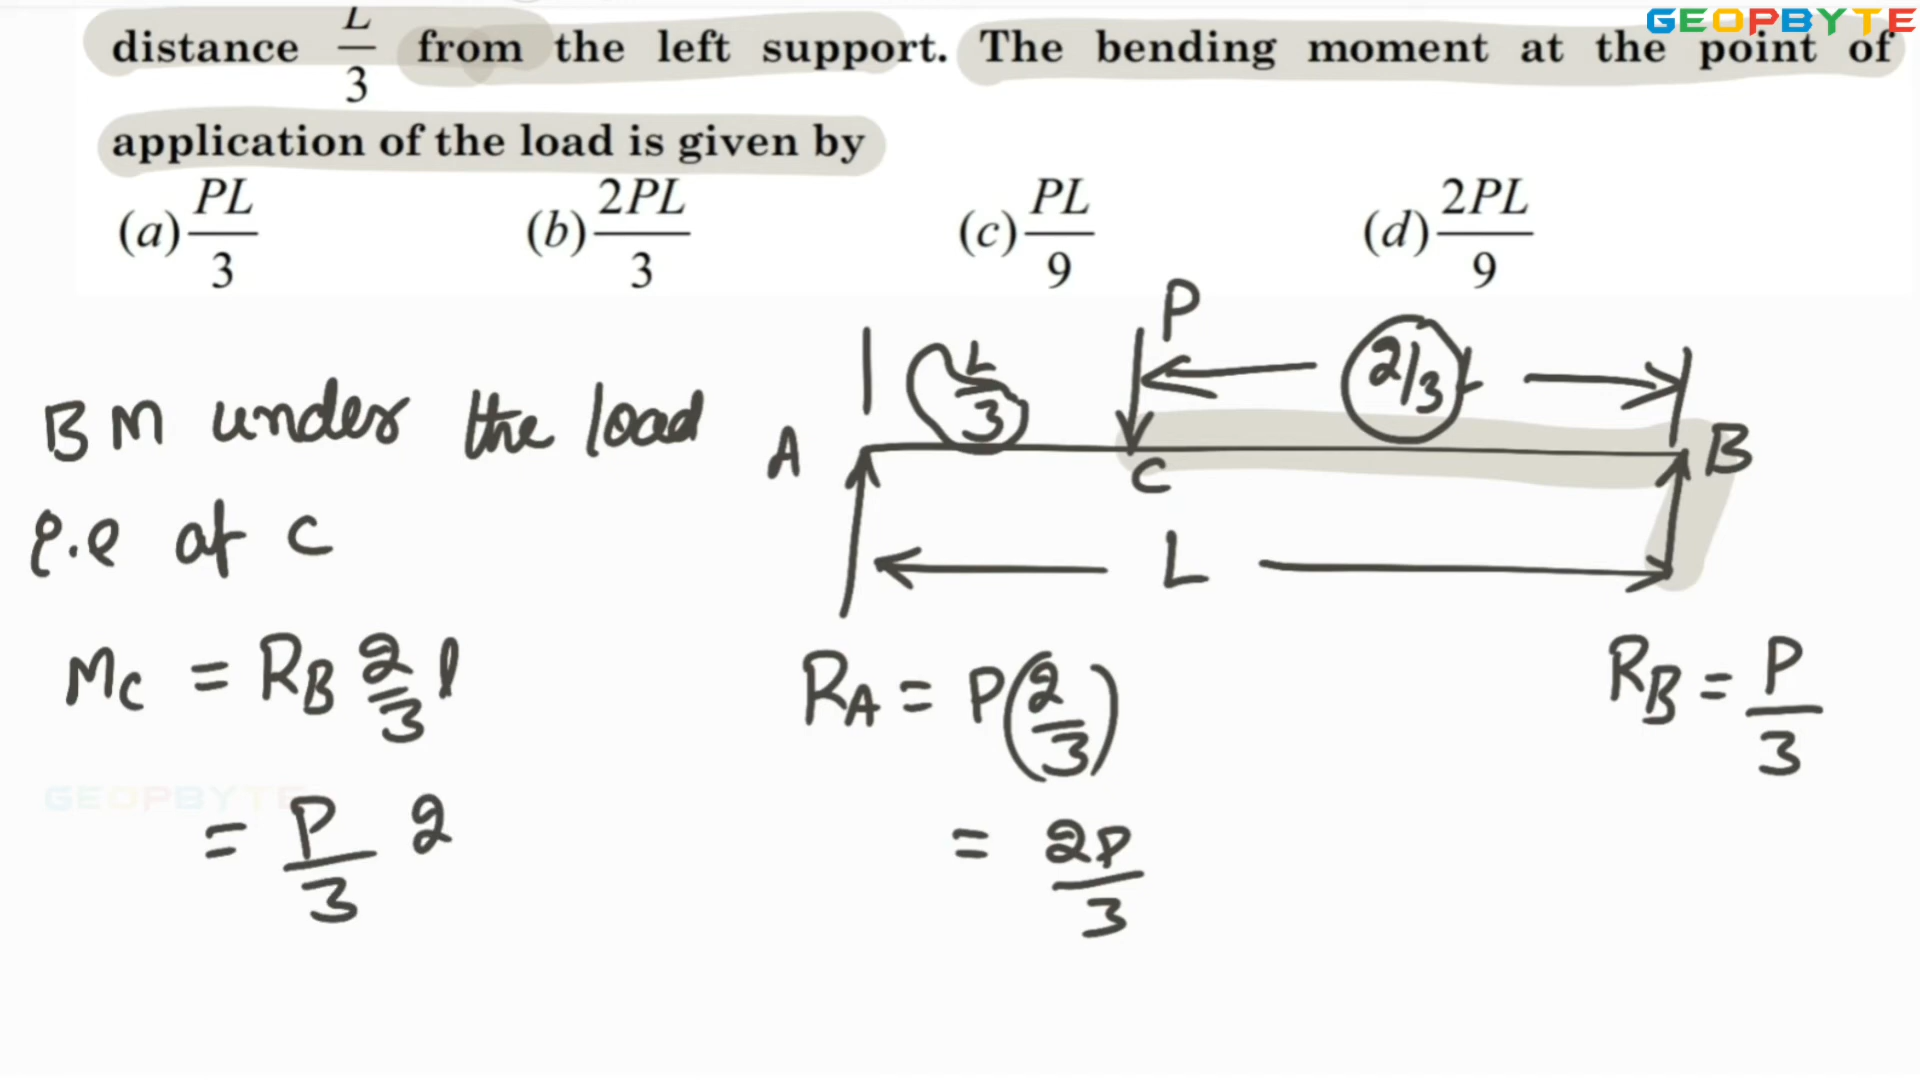 GEOPBYTE
distance L/3 from the left support. The bending moment at the point of
application of the load is given by
(a) PL/3 (b) 2PL/3 (c) PL/9 (d) 2PL/9
P
L/3
2/3 L
BM under the load
A
C
B
i.e at C
L
Mc = RB 2/3 l
RA = P(2/3)
RB = P/3
GEOPBYTE
= P/3 2
= 2P/3